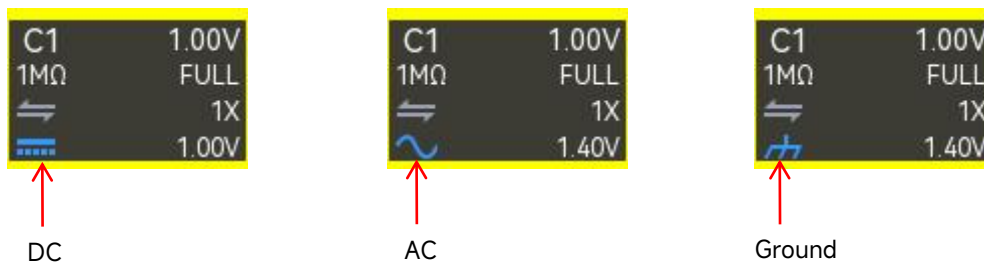 C1 1.00V
1MΩ FULL
1X
1.00V
DC
C1 1.00V
1MΩ FULL
1X
1.40V
AC
C1 1.00V
1MΩ FULL
1X
1.40V
Ground